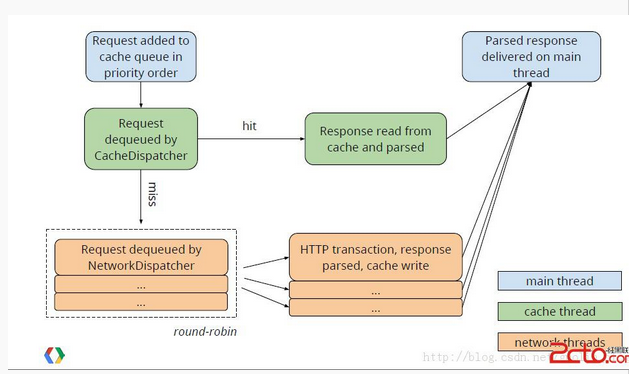 Request added to
cache queue in
priority order
Parsed response
delivered on main
thread
Request
dequeued by
CacheDispatcher
hit
Response read from
cache and parsed
miss
Request dequeued by
NetworkDispatcher
...
...
HTTP transaction, response
parsed, cache write
...
...
round-robin
main thread
cache thread
network threads
http://blog.csdn.ne
2cto.com